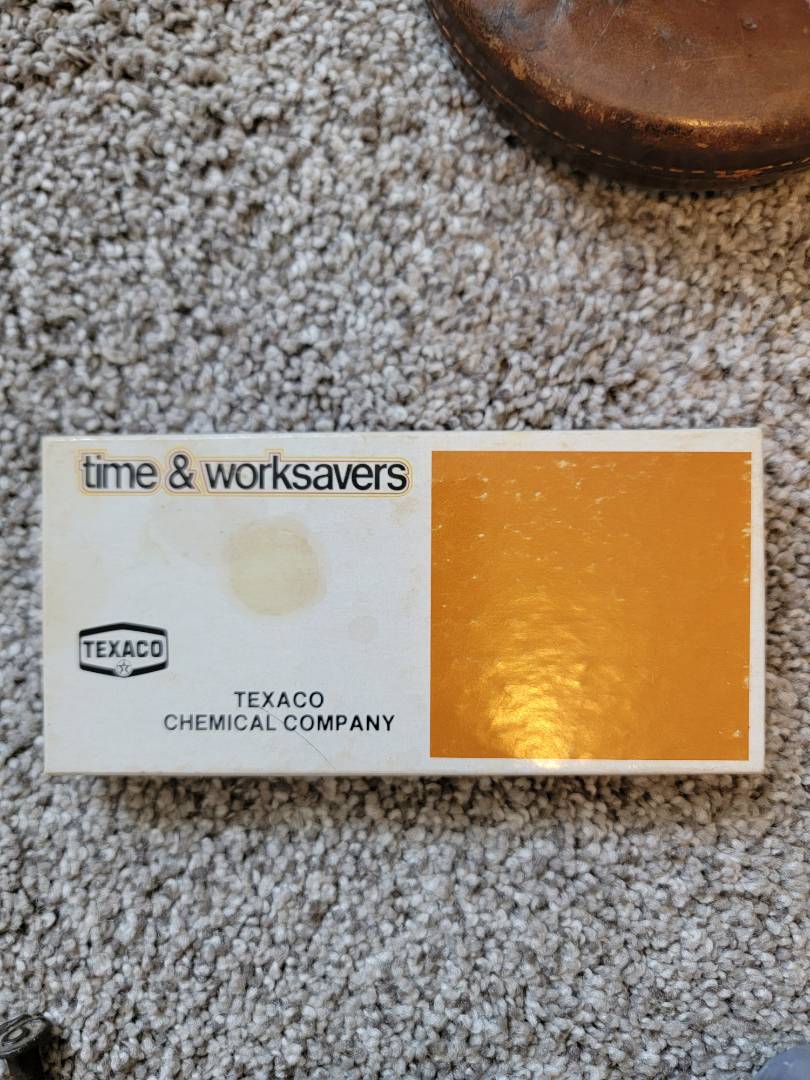 time & worksavers
TEXACO
TEXACO
CHEMICAL COMPANY